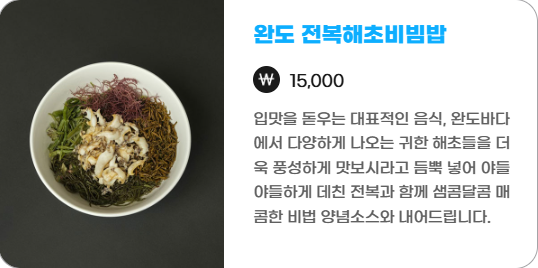 완도 전복해초비빔밥
₩ 15,000
입맛을 돋우는 대표적인 음식, 완도바다
에서 다양하게 나오는 귀한 해초들을 더
욱 풍성하게 맛보시라고 듬뿍 넣어 야들
야들하게 데친 전복과 함께 샘콤달콤 매
콤한 비법 양념소스와 내어드립니다.